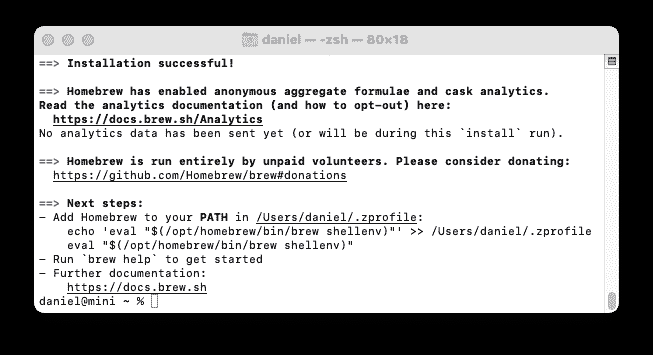 daniel — -zsh — 80×18
==> Installation successful!
==> Homebrew has enabled anonymous aggregate formulae and cask analytics.
Read the analytics documentation (and how to opt-out) here:
https://docs.brew.sh/Analytics
No analytics data has been sent yet (or will be during this `install` run).
==> Homebrew is run entirely by unpaid volunteers. Please consider donating:
https://github.com/Homebrew/brew#donations
==> Next steps:
- Add Homebrew to your PATH in /Users/daniel/.zprofile:
echo 'eval "$(/opt/homebrew/bin/brew shellenv)"' >> /Users/daniel/.zprofile
eval "$(/opt/homebrew/bin/brew shellenv)"
- Run `brew help` to get started
- Further documentation:
https://docs.brew.sh
daniel@mini ~ %